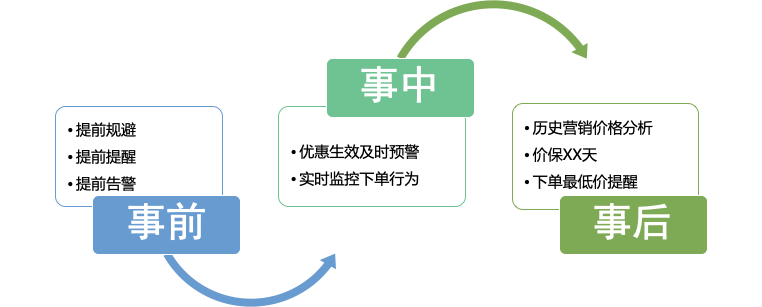 • 提前规避
• 提前提醒
• 提前告警
事前
事中
• 优惠生效及时预警
• 实时监控下单行为
• 历史营销价格分析
• 价保XX天
• 下单最低价提醒
事后